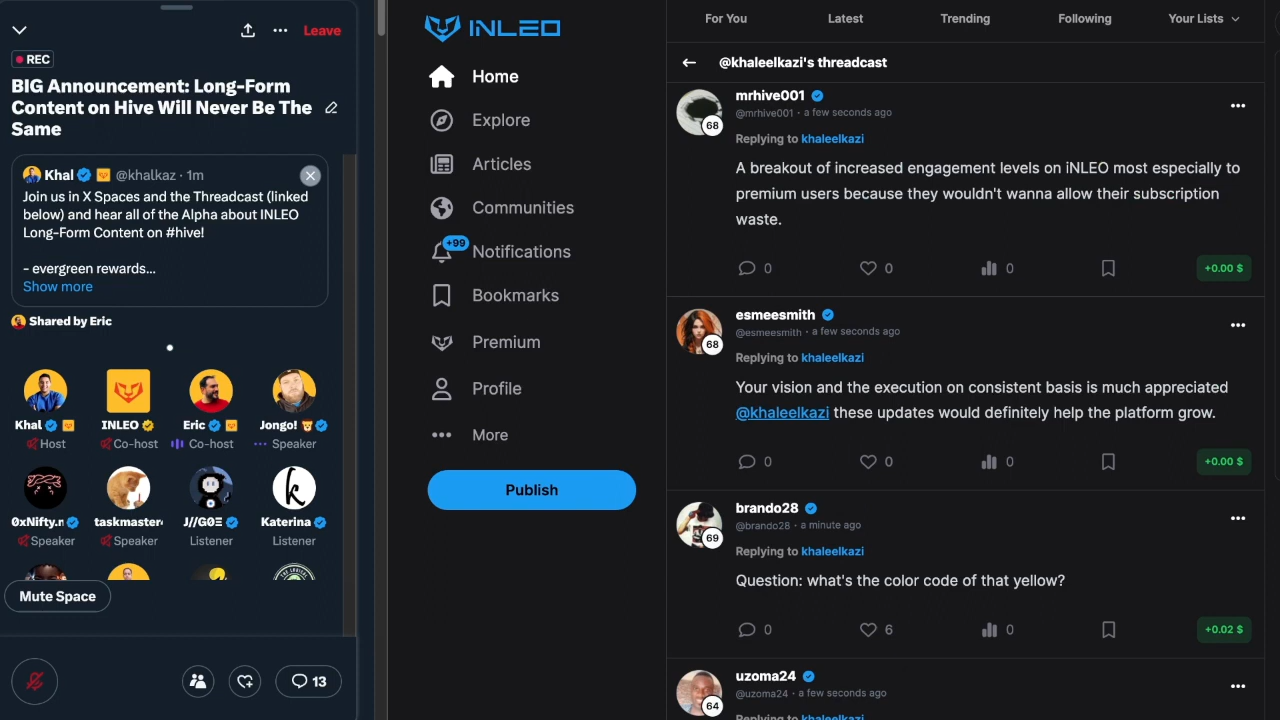 Leave
REC
BIG Announcement: Long-Form
Content on Hive Will Never Be The
Same
Khal @khalkaz · 1m
Join us in X Spaces and the Threadcast (linked
below) and hear all of the Alpha about INLEO
Long-Form Content on #hive!
- evergreen rewards...
Show more
Shared by Eric
Khal
INLEO
Eric
Jongo!
Host
Co-host
Co-host
Speaker
0xNifty.n
taskmaster
J//G0Ξ
Katerina
Speaker
Speaker
Listener
Listener
Mute Space
13
INLEO
Home
Explore
Articles
Communities
+99
Notifications
Bookmarks
Premium
Profile
More
Publish
For You
Latest
Trending
Following
Your Lists
@khaleelkazi's threadcast
mrhive001
68
@mrhive001 · a few seconds ago
Replying to khaleelkazi
A breakout of increased engagement levels on iNLEO most especially to
premium users because they wouldn't wanna allow their subscription
waste.
0 0 0 +0.00 $
esmeesmith
68
@esmeesmith · a few seconds ago
Replying to khaleelkazi
Your vision and the execution on consistent basis is much appreciated
@khaleelkazi these updates would definitely help the platform grow.
0 0 0 +0.00 $
brando28
69
@brando28 · a minute ago
Replying to khaleelkazi
Question: what's the color code of that yellow?
0 6 0 +0.02 $
uzoma24
64
@uzoma24 · a few seconds ago
Replying to khaleelkazi